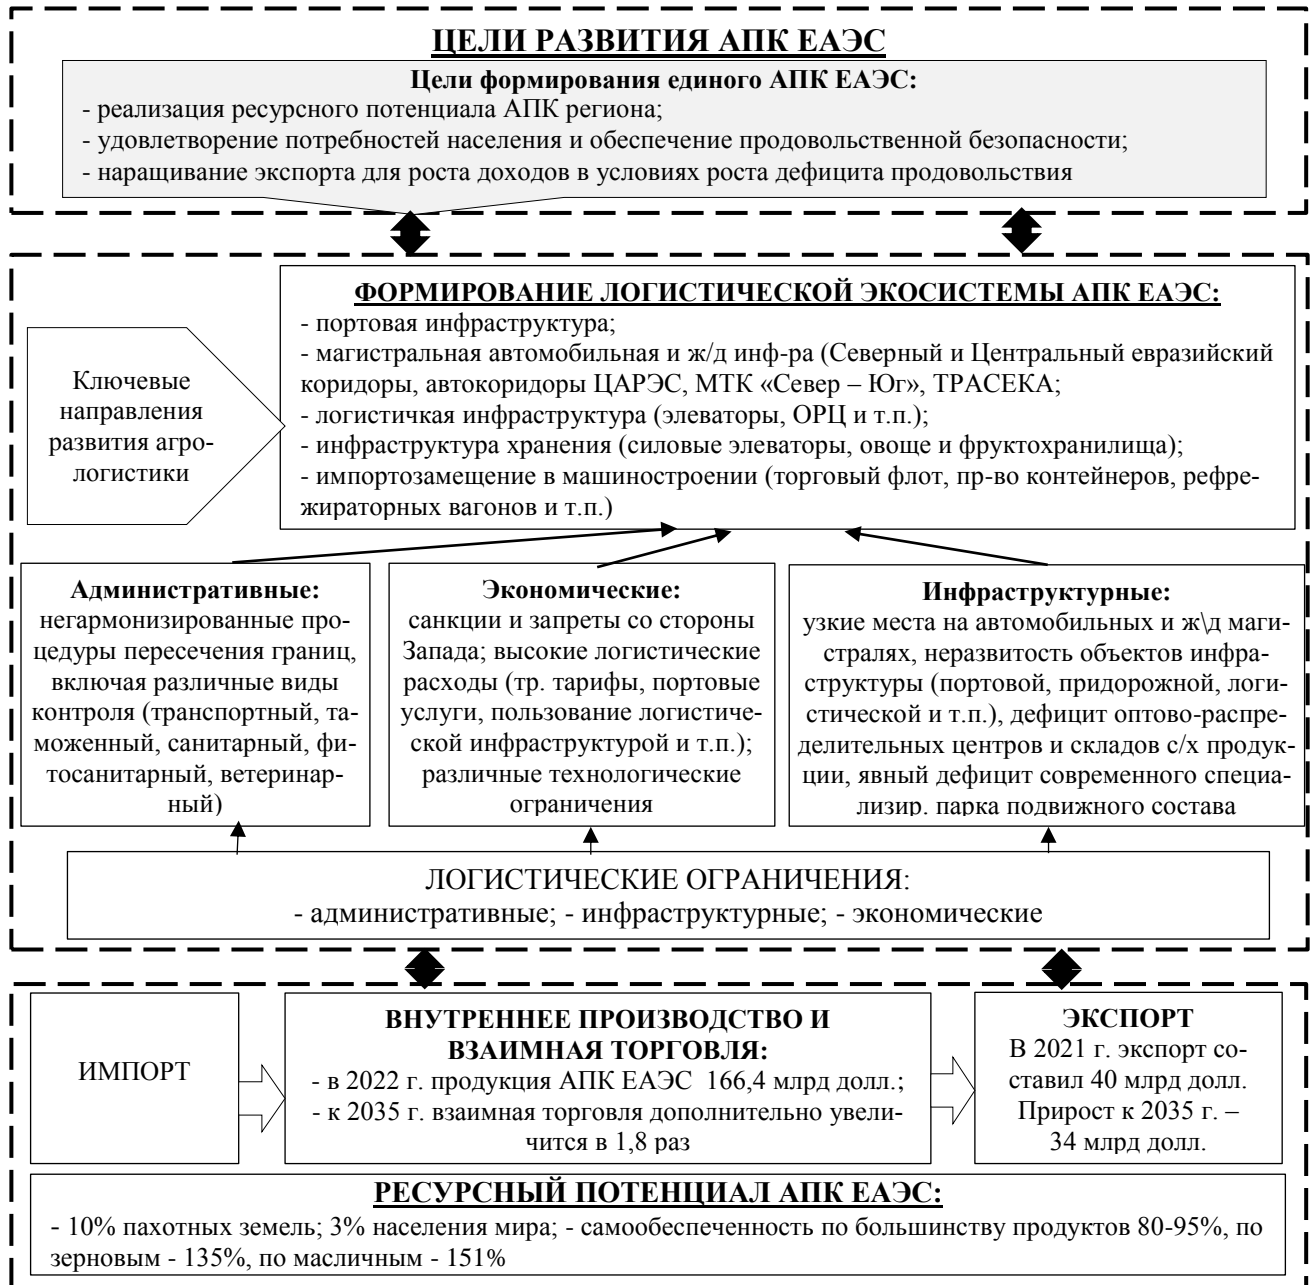 ЦЕЛИ РАЗВИТИЯ АПК ЕАЭС
Цели формирования единого АПК ЕАЭС:
- реализация ресурсного потенциала АПК региона;
- удовлетворение потребностей населения и обеспечение продовольственной безопасности;
- наращивание экспорта для роста доходов в условиях роста дефицита продовольствия
Ключевые
направления
развития агро-
логистики
ФОРМИРОВАНИЕ ЛОГИСТИЧЕСКОЙ ЭКОСИСТЕМЫ АПК ЕАЭС:
- портовая инфраструктура;
- магистральная автомобильная и ж/д инф-ра (Северный и Центральный евразийский
коридоры, автокоридоры ЦАРЭС, МТК «Север – Юг», ТРАСЕКА;
- логистичкая инфраструктура (элеваторы, ОРЦ и т.п.);
- инфраструктура хранения (силовые элеваторы, овоще и фруктохранилища);
- импортозамещение в машиностроении (торговый флот, пр-во контейнеров, рефре-
жираторных вагонов и т.п.)
Административные:
негармонизированные про-
цедуры пересечения границ,
включая различные виды
контроля (транспортный, та-
моженный, санитарный, фи-
тосанитарный, ветеринар-
ный)
Экономические:
санкции и запреты со стороны
Запада; высокие логистические
расходы (тр. тарифы, портовые
услуги, пользование логистиче-
ской инфраструктурой и т.п.);
различные технологические
ограничения
Инфраструктурные:
узкие места на автомобильных и ж\д маги-
стралях, неразвитость объектов инфра-
структуры (портовой, придорожной, логи-
стической и т.п.), дефицит оптово-распре-
делительных центров и складов с/х продук-
ции, явный дефицит современного специа-
лизир. парка подвижного состава
ЛОГИСТИЧЕСКИЕ ОГРАНИЧЕНИЯ:
- административные; - инфраструктурные; - экономические
ИМПОРТ
ВНУТРЕННЕЕ ПРОИЗВОДСТВО И
ВЗАИМНАЯ ТОРГОВЛЯ:
- в 2022 г. продукция АПК ЕАЭС 166,4 млрд долл.;
- к 2035 г. взаимная торговля дополнительно увели-
чится в 1,8 раз
ЭКСПОРТ
В 2021 г. экспорт со-
ставил 40 млрд долл.
Прирост к 2035 г. –
34 млрд долл.
РЕСУРСНЫЙ ПОТЕНЦИАЛ АПК ЕАЭС:
- 10% пахотных земель; 3% населения мира; - самообеспеченность по большинству продуктов 80-95%, по
зерновым - 135%, по масличным - 151%